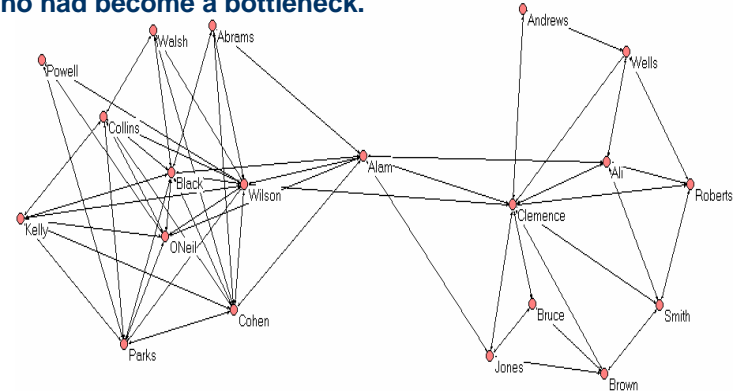 no had become a bottleneck.
Andrews
Walsh
Abrams
Wells
Powell
Collins
Alam
Black
Ali
Wilson
Roberts
Clemence
Kelly
ONeil
Cohen
Bruce
Smith
Parks
Jones
Brown